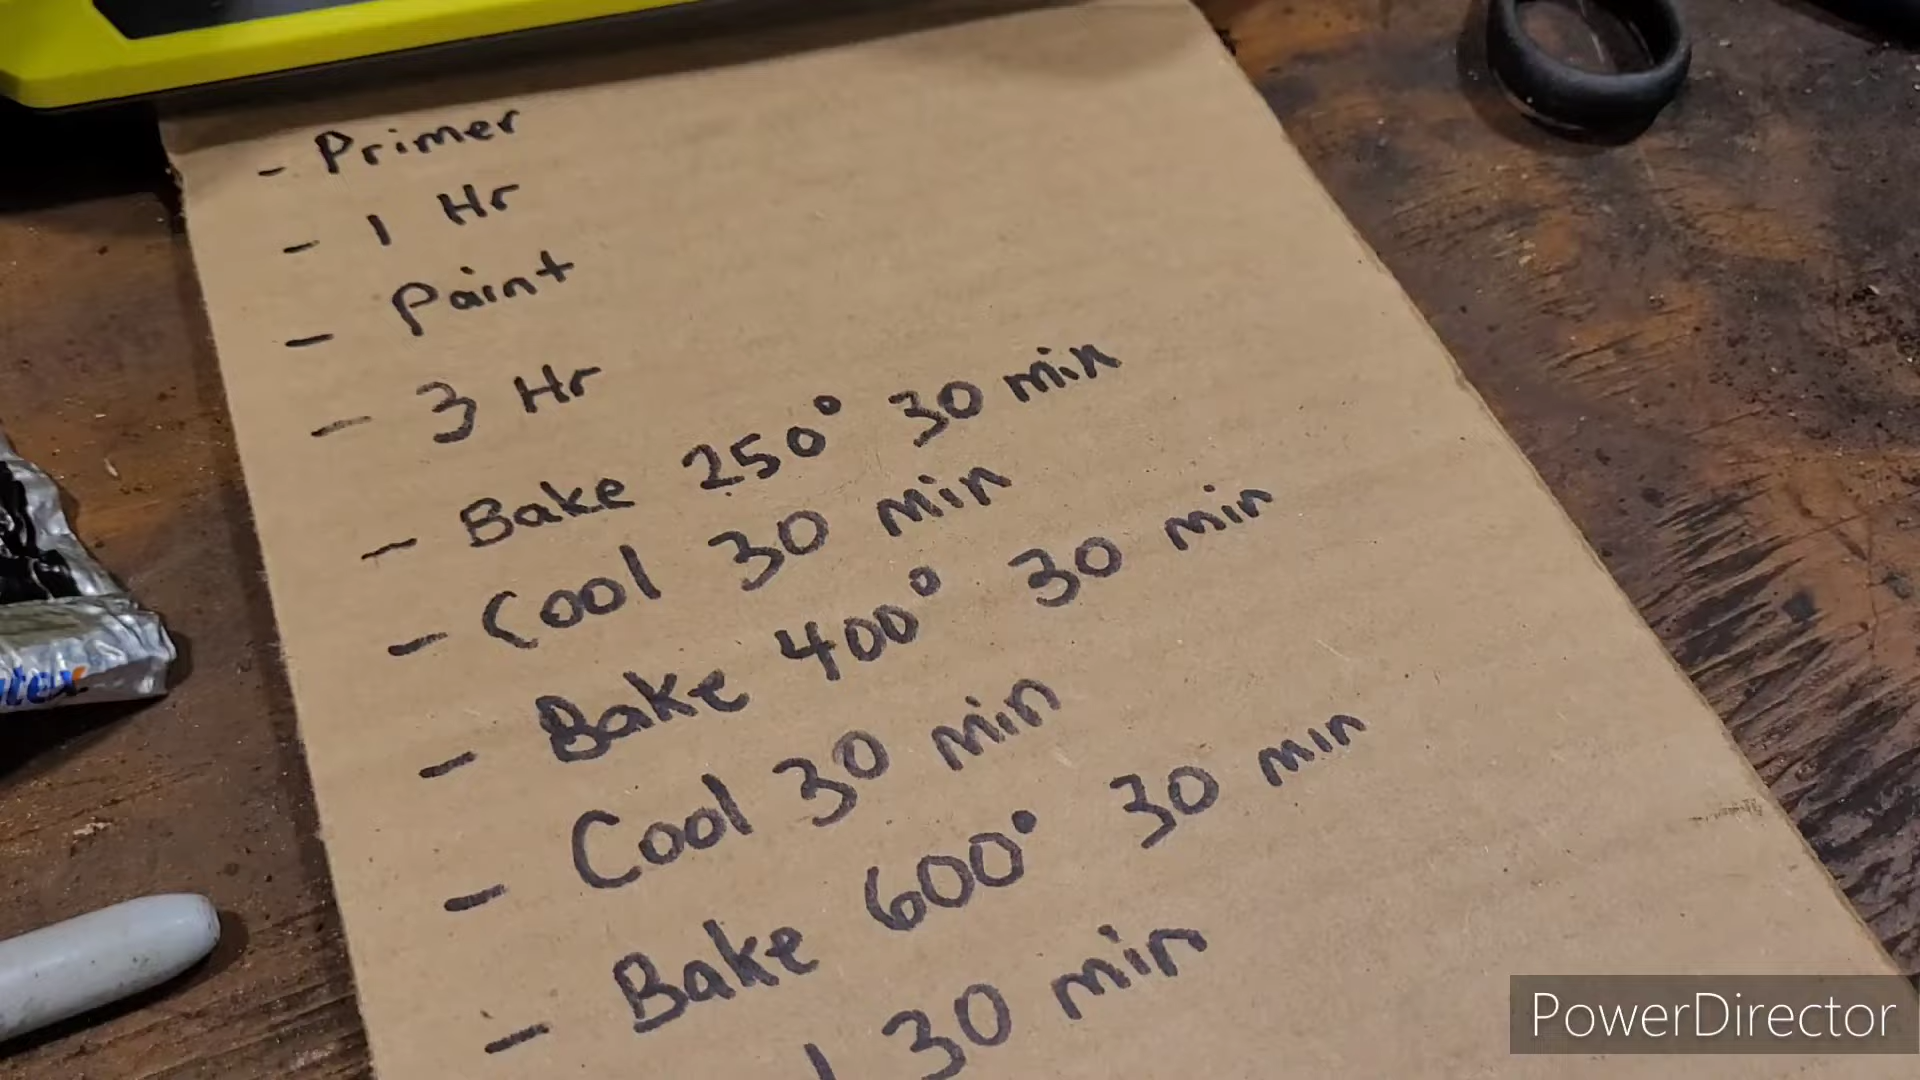 - Primer
- 1 Hr
- Paint
- 3 Hr
- Bake 250° 30 min
- Cool 30 min
- Bake 400° 30 min
- Cool 30 min
- Bake 600° 30 min
30 min
PowerDirector